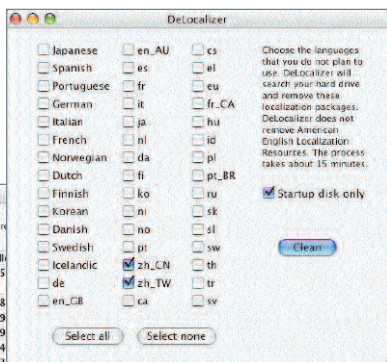 DeLocalizer
Japanese
Spanish
Portuguese
German
Italian
French
Norwegian
Dutch
Finnish
Korean
Danish
Swedish
Icelandic
de
en_GB
en_AU
es
fr
it
ja
nl
da
fi
ko
ni
no
pt
zh_CN
zh_TW
ca
cs
el
eu
fr_CA
hu
id
pl
pt_BR
ru
sk
sl
sw
th
tr
sv
Choose the languages
that you do not plan to
use. DeLocalizer will
search your hard drive
and remove these
localization packages.
DeLocalizer does not
remove American
English Localization
Resources. The process
takes about 15 minutes.
Startup disk only
Clean
Select all
Select none